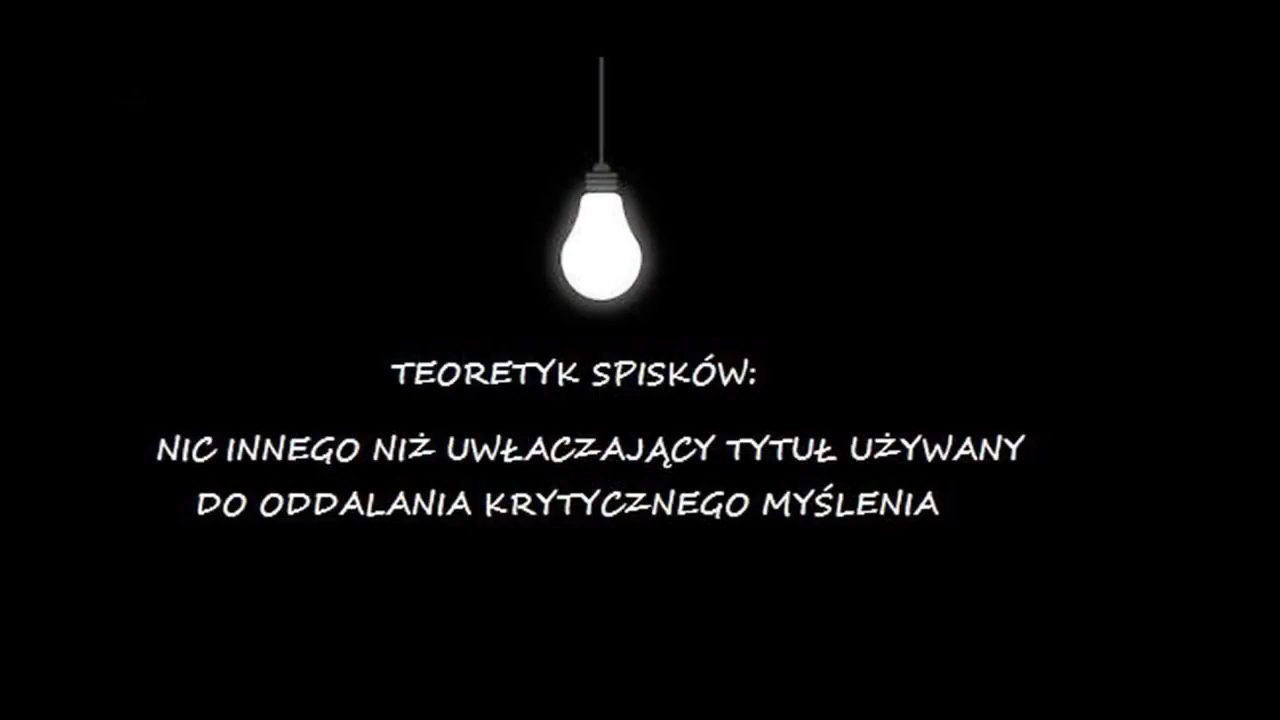 TEORETYK SPISKÓW:
NIC INNEGO NIŻ UWŁACZAJĄCY TYTUŁ UŻYWANY
DO ODDALANIA KRYTYCZNEGO MYŚLENIA